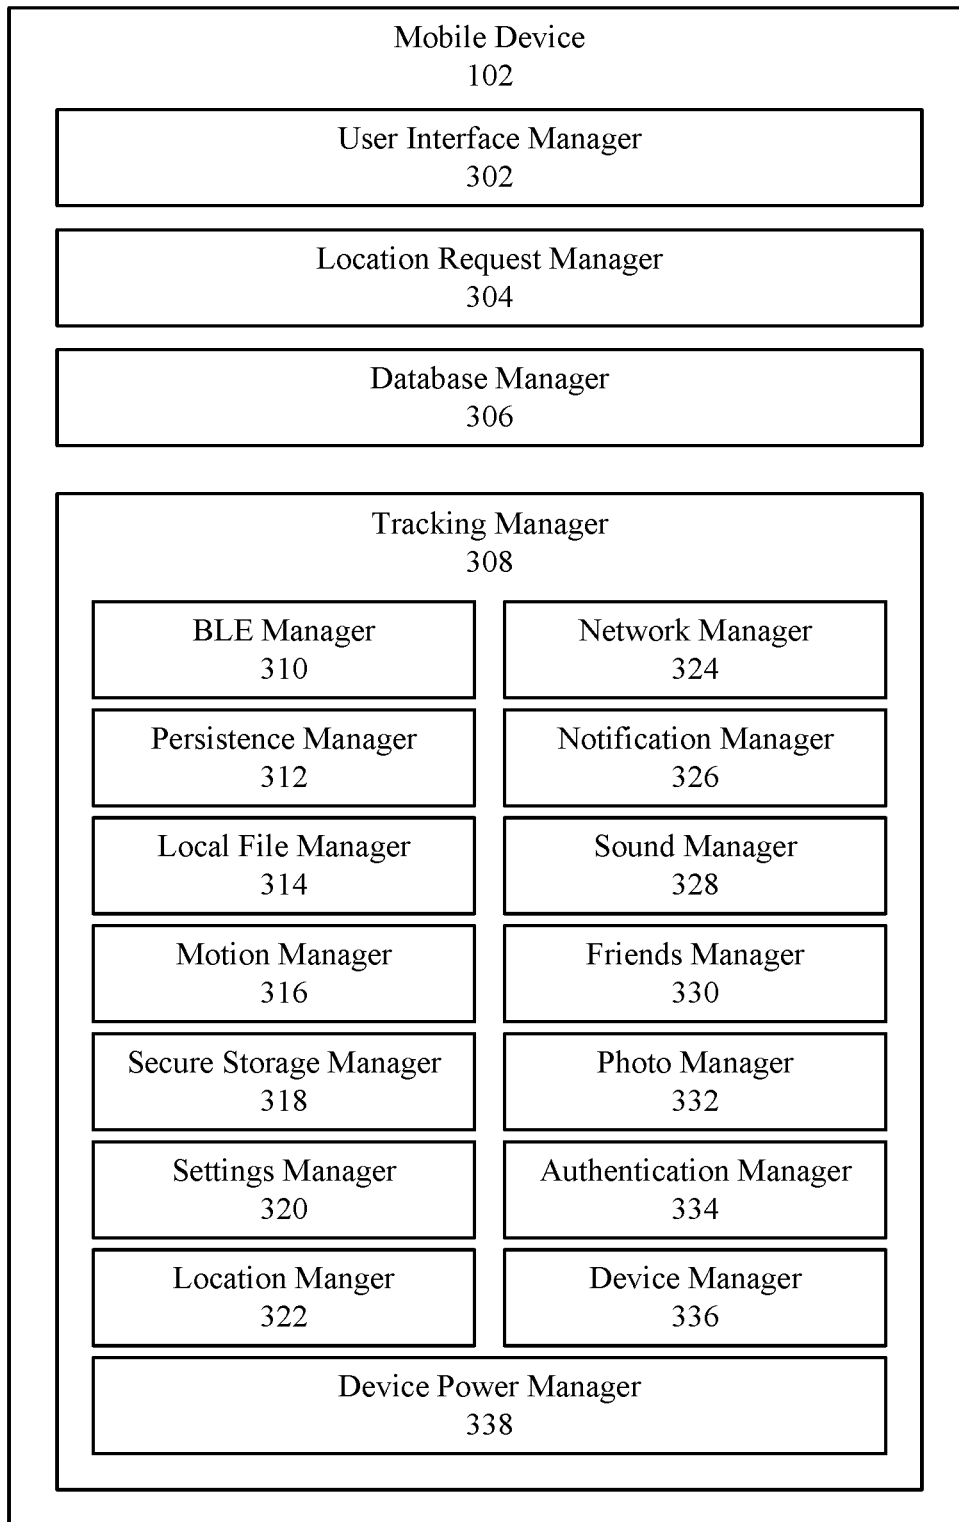 Mobile Device
102
User Interface Manager
302
Location Request Manager
304
Database Manager
306
Tracking Manager
308
BLE Manager
310
Network Manager
324
Persistence Manager
312
Notification Manager
326
Local File Manager
314
Sound Manager
328
Motion Manager
316
Friends Manager
330
Secure Storage Manager
318
Photo Manager
332
Settings Manager
320
Authentication Manager
334
Location Manger
322
Device Manager
336
Device Power Manager
338